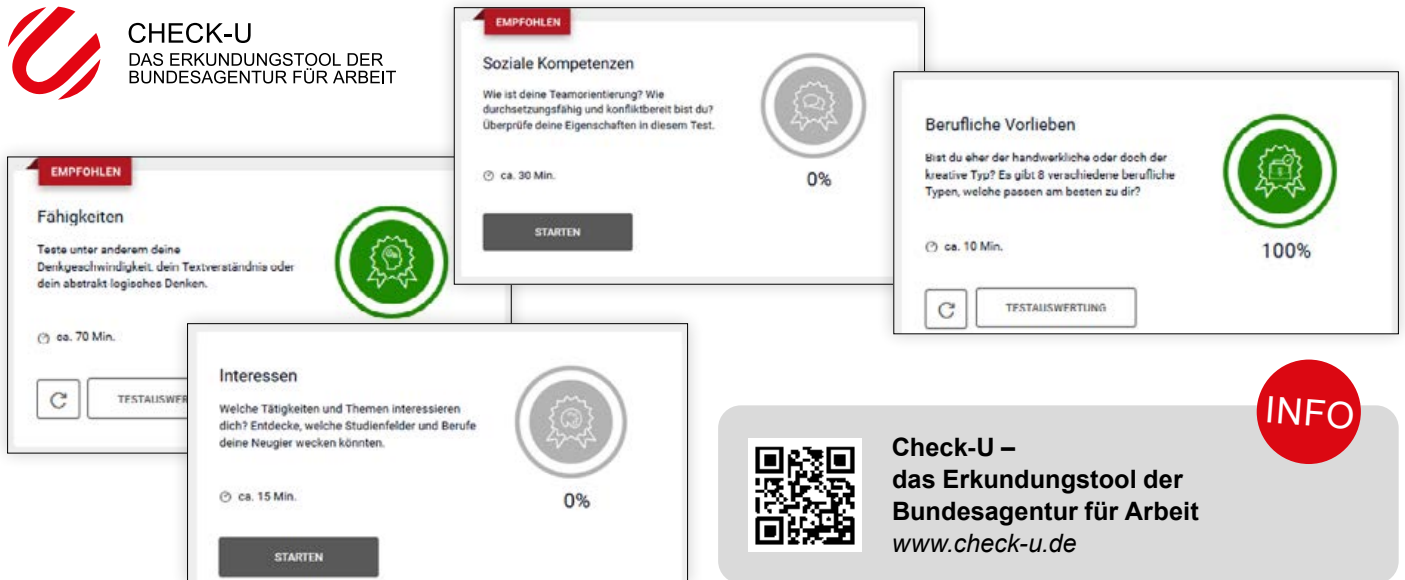 CHECK-U
DAS ERKUNDUNGSTOOL DER
BUNDESAGENTUR FÜR ARBEIT
EMPFOHLEN
Soziale Kompetenzen
Wie ist deine Teamorientierung? Wie
durchsetzungsfähig und konfliktbereit bist du?
Überprüfe deine Eigenschaften in diesem Test.
ca. 30 Min.
0%
STARTEN
Berufliche Vorlieben
Bist du eher der handwerkliche oder doch der
kreative Typ? Es gibt 8 verschiedene berufliche
Typen, welche passen am besten zu dir?
ca. 10 Min.
100%
TESTAUSWERTUNG
EMPFOHLEN
Fähigkeiten
Teste unter anderem deine
Denkgeschwindigkeit, dein Textverständnis oder
dein abstrakt logisches Denken.
ca. 70 Min.
TESTAUSWER
Interessen
Welche Tätigkeiten und Themen interessieren
dich? Entdecke, welche Studienfelder und Berufe
deine Neugier wecken könnten.
ca. 15 Min.
0%
STARTEN
INFO
Check-U –
das Erkundungstool der
Bundesagentur für Arbeit
www.check-u.de